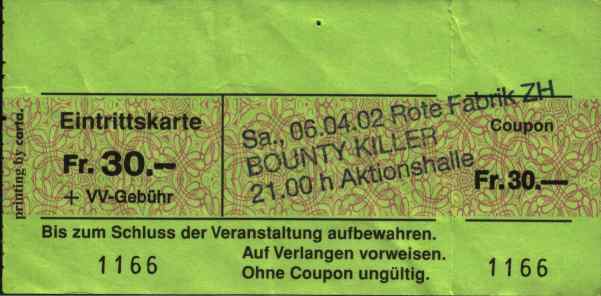 Eintrittskarte
Fr. 30.—
+ VV-Gebühr
printing by carta.
Sa., 06.04.02 Rote Fabrik ZH
BOUNTY KILLER
21.00 h Aktionshalle
Coupon
Fr. 30.—
Bis zum Schluss der Veranstaltung aufbewahren.
Auf Verlangen vorweisen.
Ohne Coupon ungültig.
1166
1166